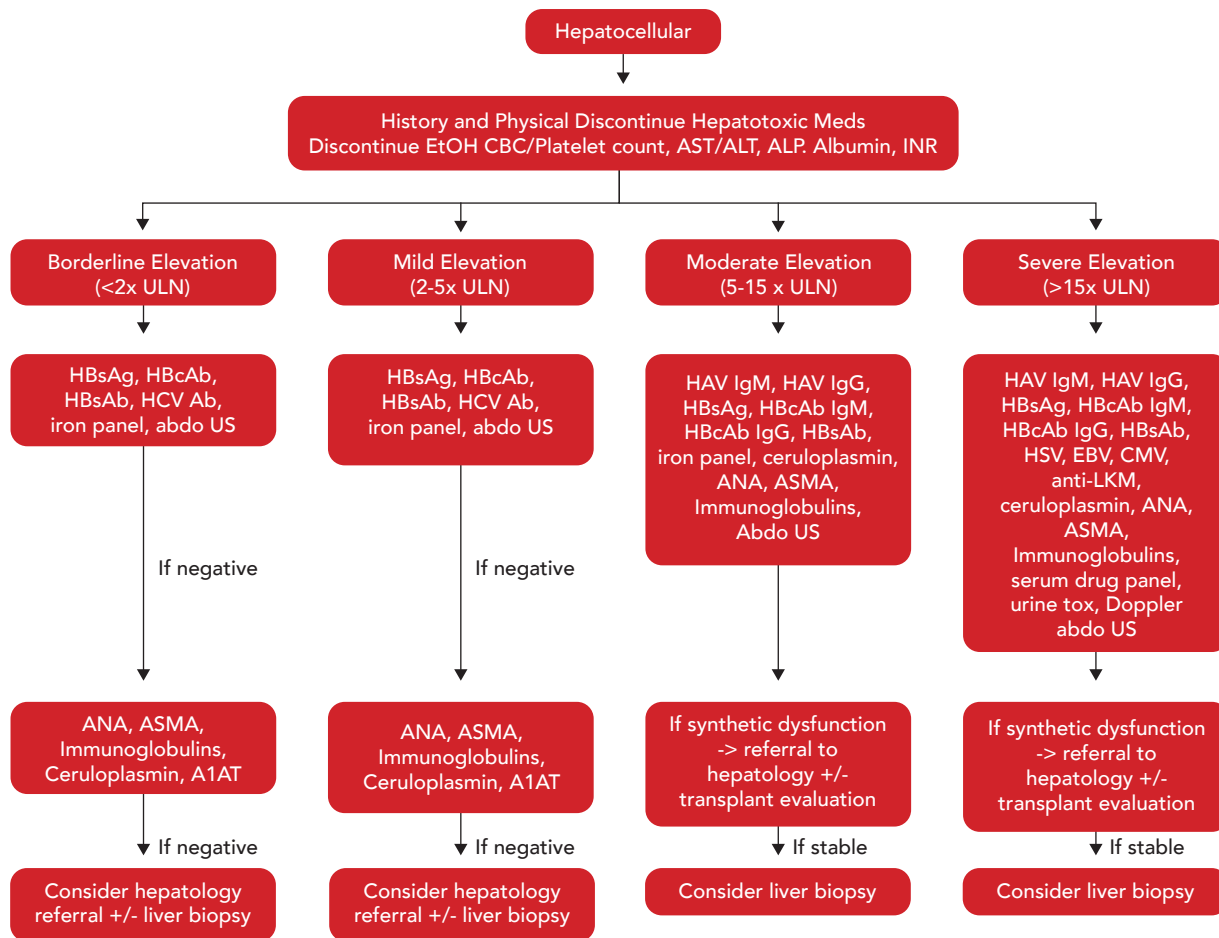 Hepatocellular
History and Physical Discontinue Hepatotoxic Meds
Discontinue EtOH CBC/Platelet count, AST/ALT, ALP. Albumin, INR
Borderline Elevation
(<2x ULN)
Mild Elevation
(2-5x ULN)
Moderate Elevation
(5-15 x ULN)
Severe Elevation
(>15x ULN)
HBsAg, HBcAb,
HBsAb, HCV Ab,
iron panel, abdo US
HBsAg, HBcAb,
HBsAb, HCV Ab,
iron panel, abdo US
HAV IgM, HAV IgG,
HBsAg, HBcAb IgM,
HBcAb IgG, HBsAb,
iron panel, ceruloplasmin,
ANA, ASMA,
Immunoglobulins,
Abdo US
HAV IgM, HAV IgG,
HBsAg, HBcAb IgM,
HBcAb IgG, HBsAb,
HSV, EBV, CMV,
anti-LKM,
ceruloplasmin, ANA,
ASMA,
Immunoglobulins,
serum drug panel,
urine tox, Doppler
abdo US
If negative
If negative
ANA, ASMA,
Immunoglobulins,
Ceruloplasmin, A1AT
ANA, ASMA,
Immunoglobulins,
Ceruloplasmin, A1AT
If synthetic dysfunction
-> referral to
hepatology +/-
transplant evaluation
If synthetic dysfunction
-> referral to
hepatology +/-
transplant evaluation
If negative
If negative
If stable
If stable
Consider hepatology
referral +/- liver biopsy
Consider hepatology
referral +/- liver biopsy
Consider liver biopsy
Consider liver biopsy